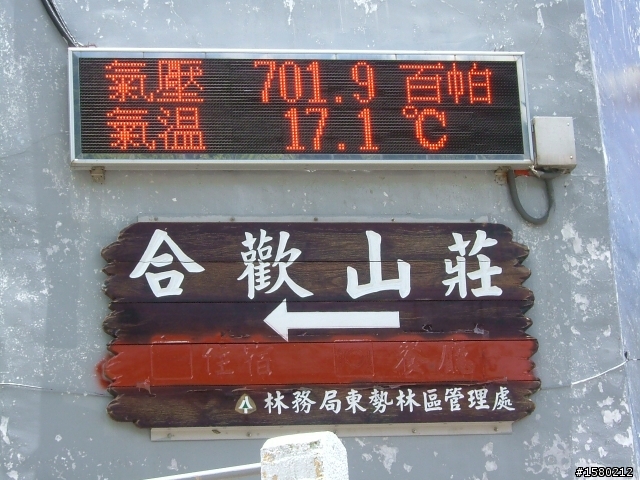 氣壓 701.9 百帕
氣溫 17.1 ℃
合歡山莊
住宿 餐廳
林務局東勢林區管理處
#1580212